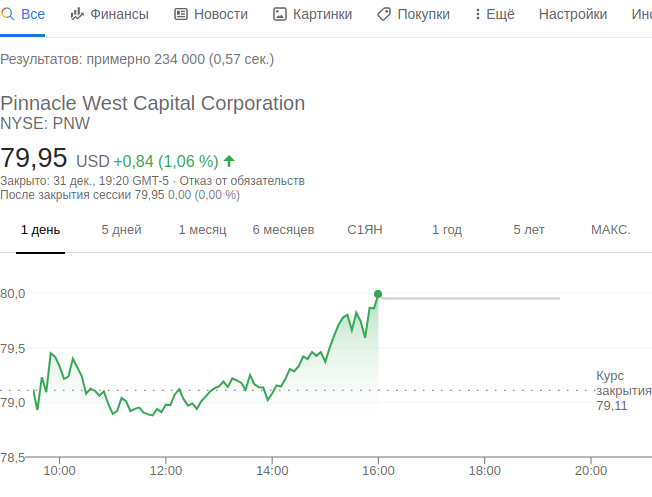 Все Финансы Новости Картинки Покупки Ещё Настройки Инс
Результатов: примерно 234 000 (0,57 сек.)
Pinnacle West Capital Corporation
NYSE: PNW
79,95 USD +0,84 (1,06 %)
Закрыто: 31 дек., 19:20 GMT-5 · Отказ от обязательств
После закрытия сессии 79,95 0,00 (0,00 %)
1 день 5 дней 1 месяц 6 месяцев С1ЯН 1 год 5 лет МАКС.
80,0
79,5
Курс
закрытия
79,11
79,0
78,5
10:00 12:00 14:00 16:00 18:00 20:00